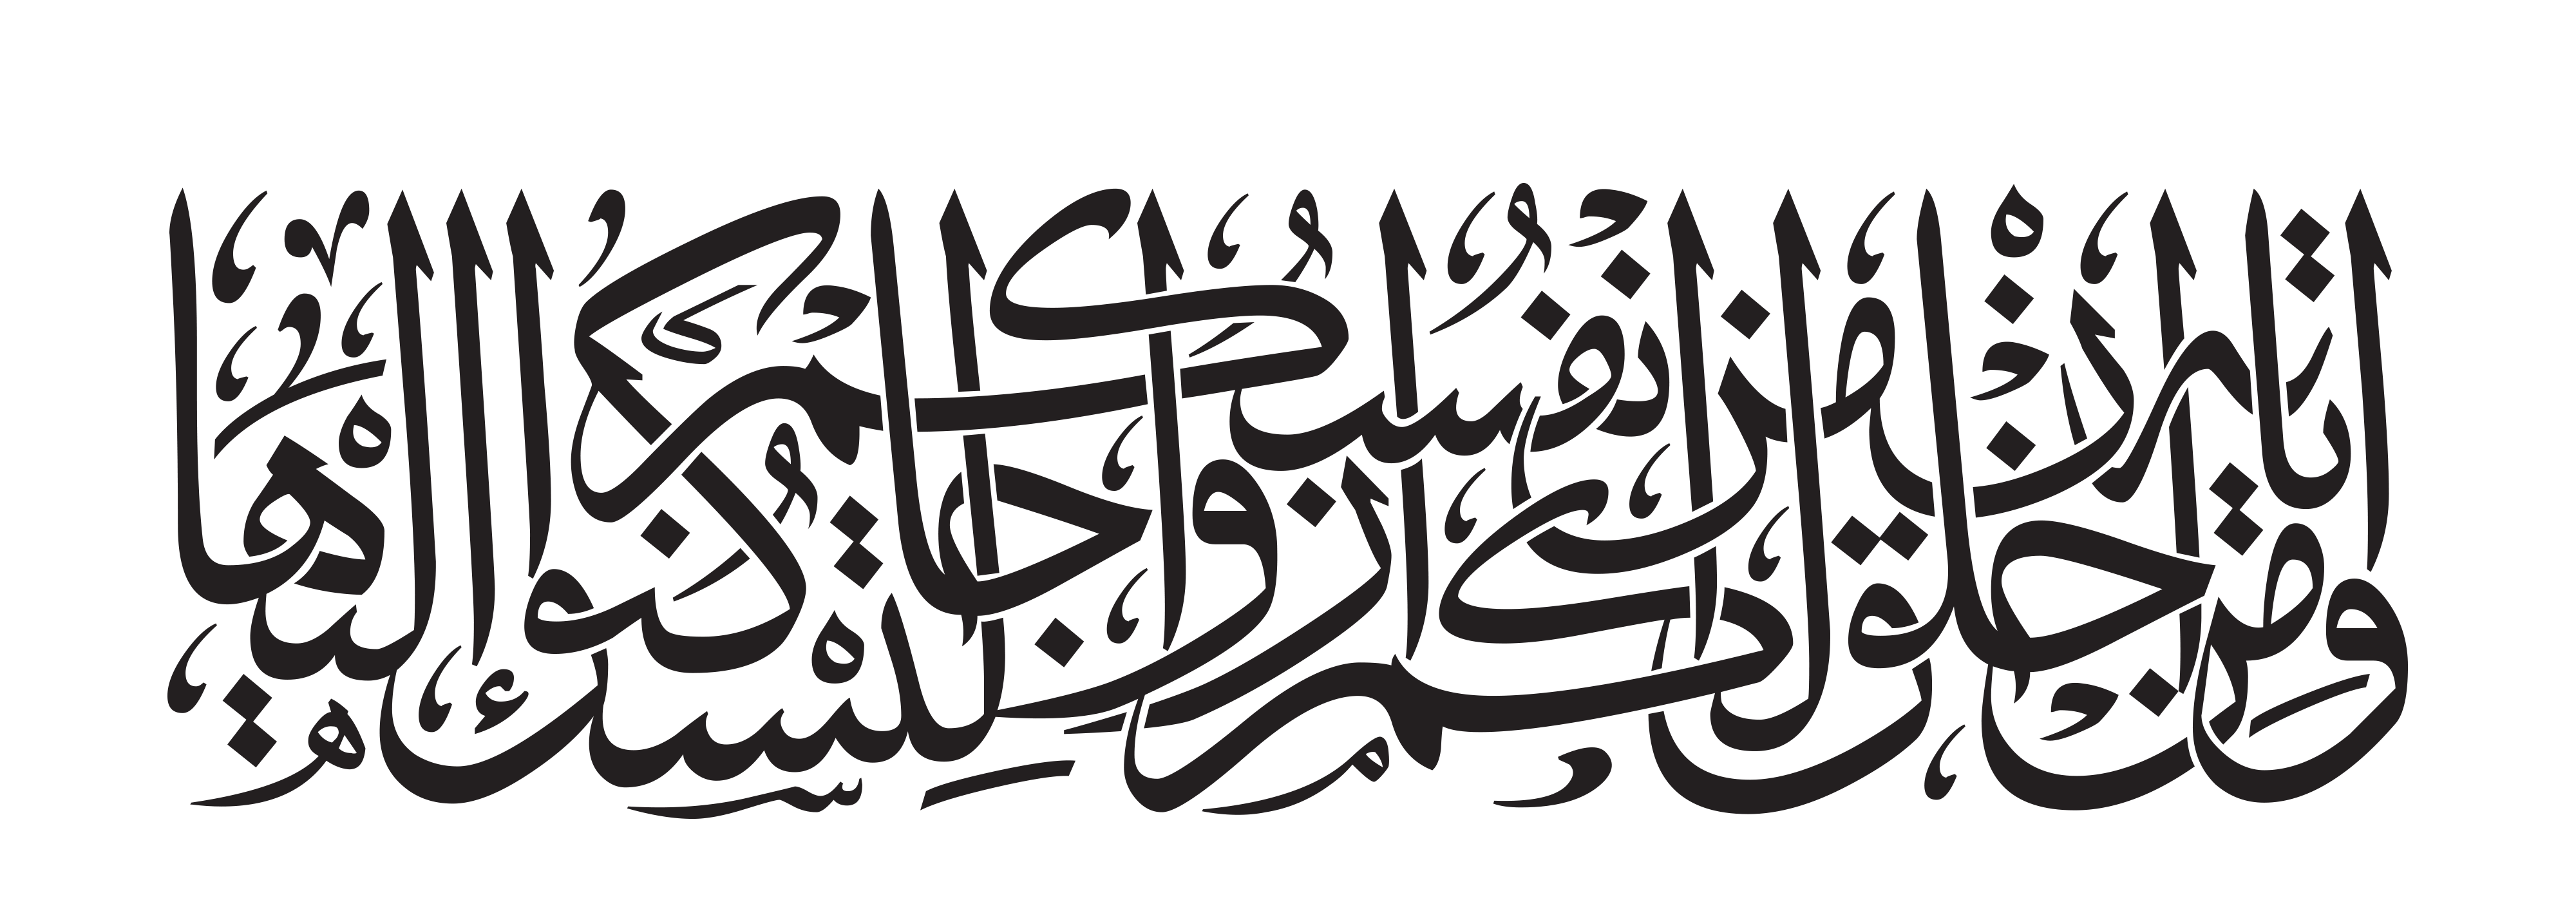 ومن آياته أن خلق لكم من أنفسكم أزواجا لتسكنوا إليها